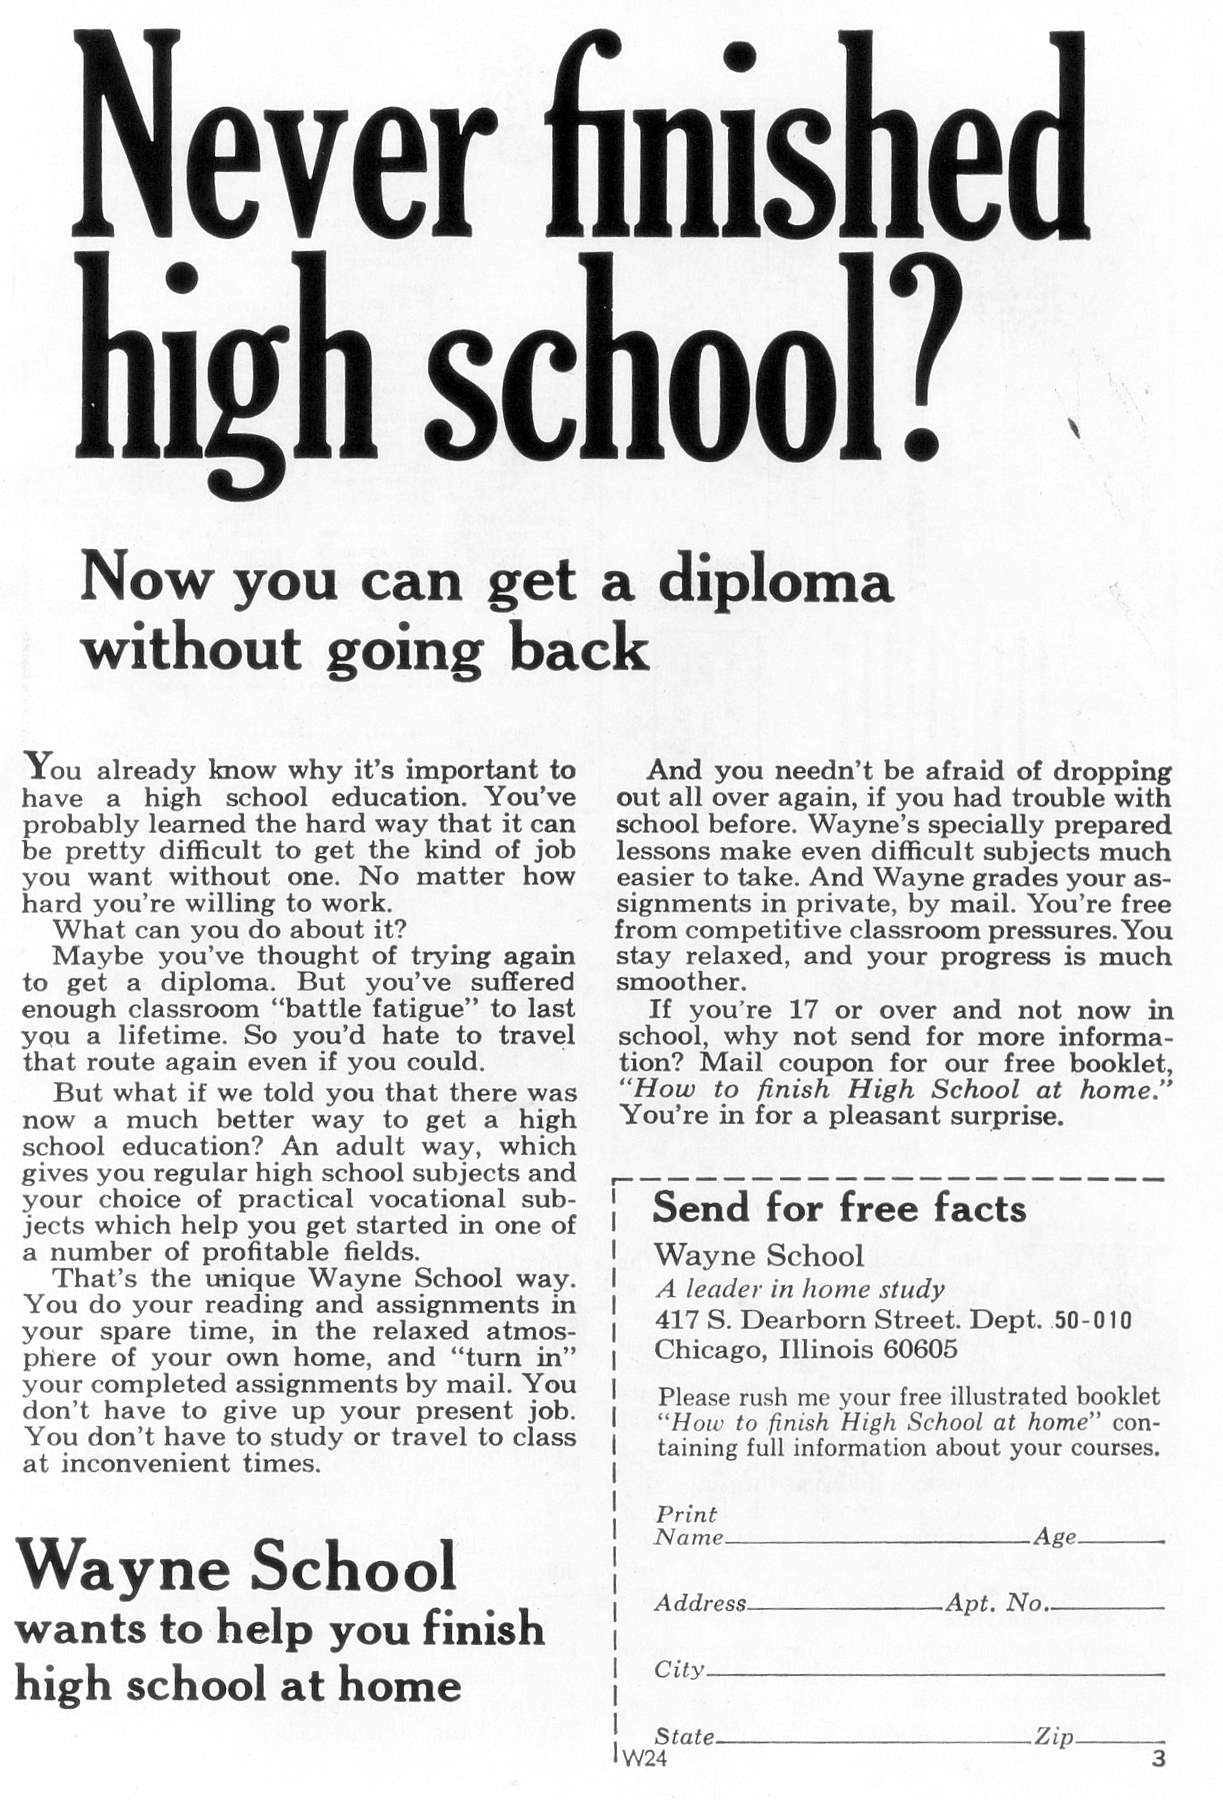 Never finished
high school?
Now you can get a diploma
without going back
You already know why it's important to
have a high school education. You've
probably learned the hard way that it can
be pretty difficult to get the kind of job
you want without one. No matter how
hard you're willing to work.
What can you do about it?
Maybe you've thought of trying again
to get a diploma. But you've suffered
enough classroom "battle fatigue" to last
you a lifetime. So you'd hate to travel
that route again even if you could.
But what if we told you that there was
now a much better way to get a high
school education? An adult way, which
gives you regular high school subjects and
your choice of practical vocational sub-
jects which help you get started in one of
a number of profitable fields.
That's the unique Wayne School way.
You do your reading and assignments in
your spare time, in the relaxed atmos-
phere of your own home, and "turn in"
your completed assignments by mail. You
don't have to give up your present job.
You don't have to study or travel to class
at inconvenient times.
Wayne School
wants to help you finish
high school at home
And you needn't be afraid of dropping
out all over again, if you had trouble with
school before. Wayne's specially prepared
lessons make even difficult subjects much
easier to take. And Wayne grades your as-
signments in private, by mail. You're free
from competitive classroom pressures. You
stay relaxed, and your progress is much
smoother.
If you're 17 or over and not now in
school, why not send for more informa-
tion? Mail coupon for our free booklet,
"How to finish High School at home."
You're in for a pleasant surprise.
Send for free facts
Wayne School
A leader in home study
417 S. Dearborn Street. Dept. 50-010
Chicago, Illinois 60605
Please rush me your free illustrated booklet
"How to finish High School at home" con-
taining full information about your courses.
Print
Name Age
Address Apt. No.
City
State Zip
W24 3